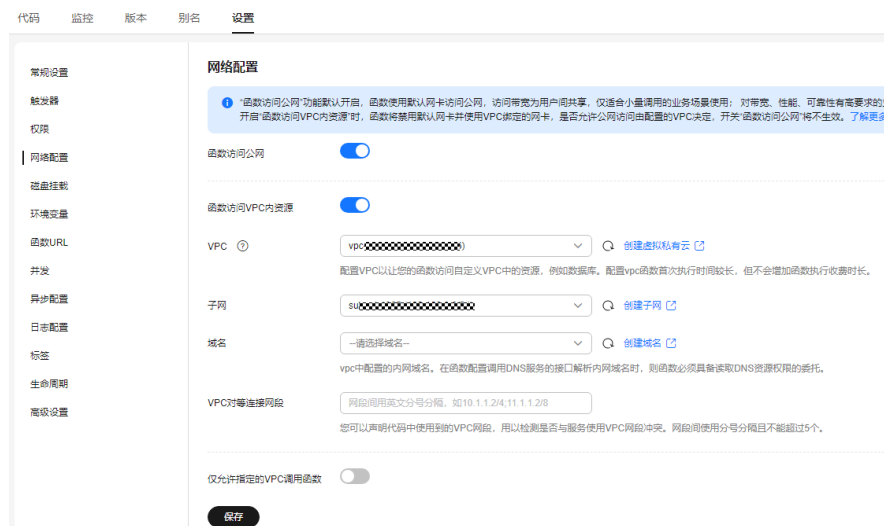 代码 监控 版本 别名 设置
常规设置
触发器
权限
网络配置
磁盘挂载
环境变量
函数URL
并发
异步配置
日志配置
标签
生命周期
高级设置
网络配置
“函数访问公网”功能默认开启，函数使用默认网卡访问公网，访问带宽为用户间共享，仅适合小量调用的业务场景使用； 对带宽、性能、可靠性有高要求的
开启“函数访问VPC内资源”时，函数将禁用默认网卡并使用VPC绑定的网卡，是否允许公网访问由配置的VPC决定，开关“函数访问公网”将不生效。了解更多
函数访问公网
函数访问VPC内资源
VPC ? vpc ) 创建虚拟私有云
配置VPC以让您的函数访问自定义VPC中的资源，例如数据库。配置vpc函数首次执行时间较长，但不会增加函数执行收费时长。
子网 su 创建子网
域名 --请选择域名-- 创建域名
vpc中配置的内网域名。在函数配置调用DNS服务的接口解析内网域名时，则函数必须具备读取DNS资源权限的委托。
VPC对等连接网段 网段间用英文分号分隔，如10.1.1.2/4;11.1.1.2/8
您可以声明代码中使用到的VPC网段，用以检测是否与服务使用VPC网段冲突。网段间使用分号分隔且不能超过5个。
仅允许指定的VPC调用函数
保存